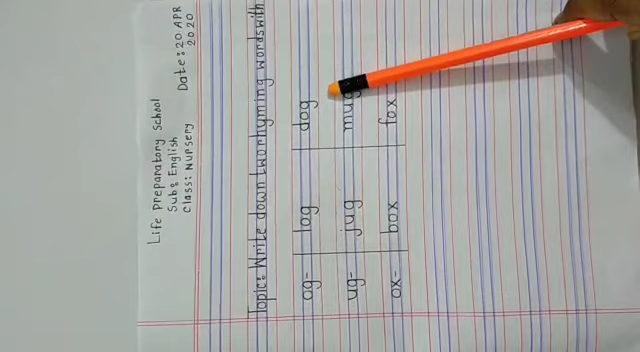 Life Preparatory School
Sub: English
Class: Nursery Date: 20 APR 2020
Topic: Write down two rhyming words with
og- log dog
ug- jug mug
ox- box fox